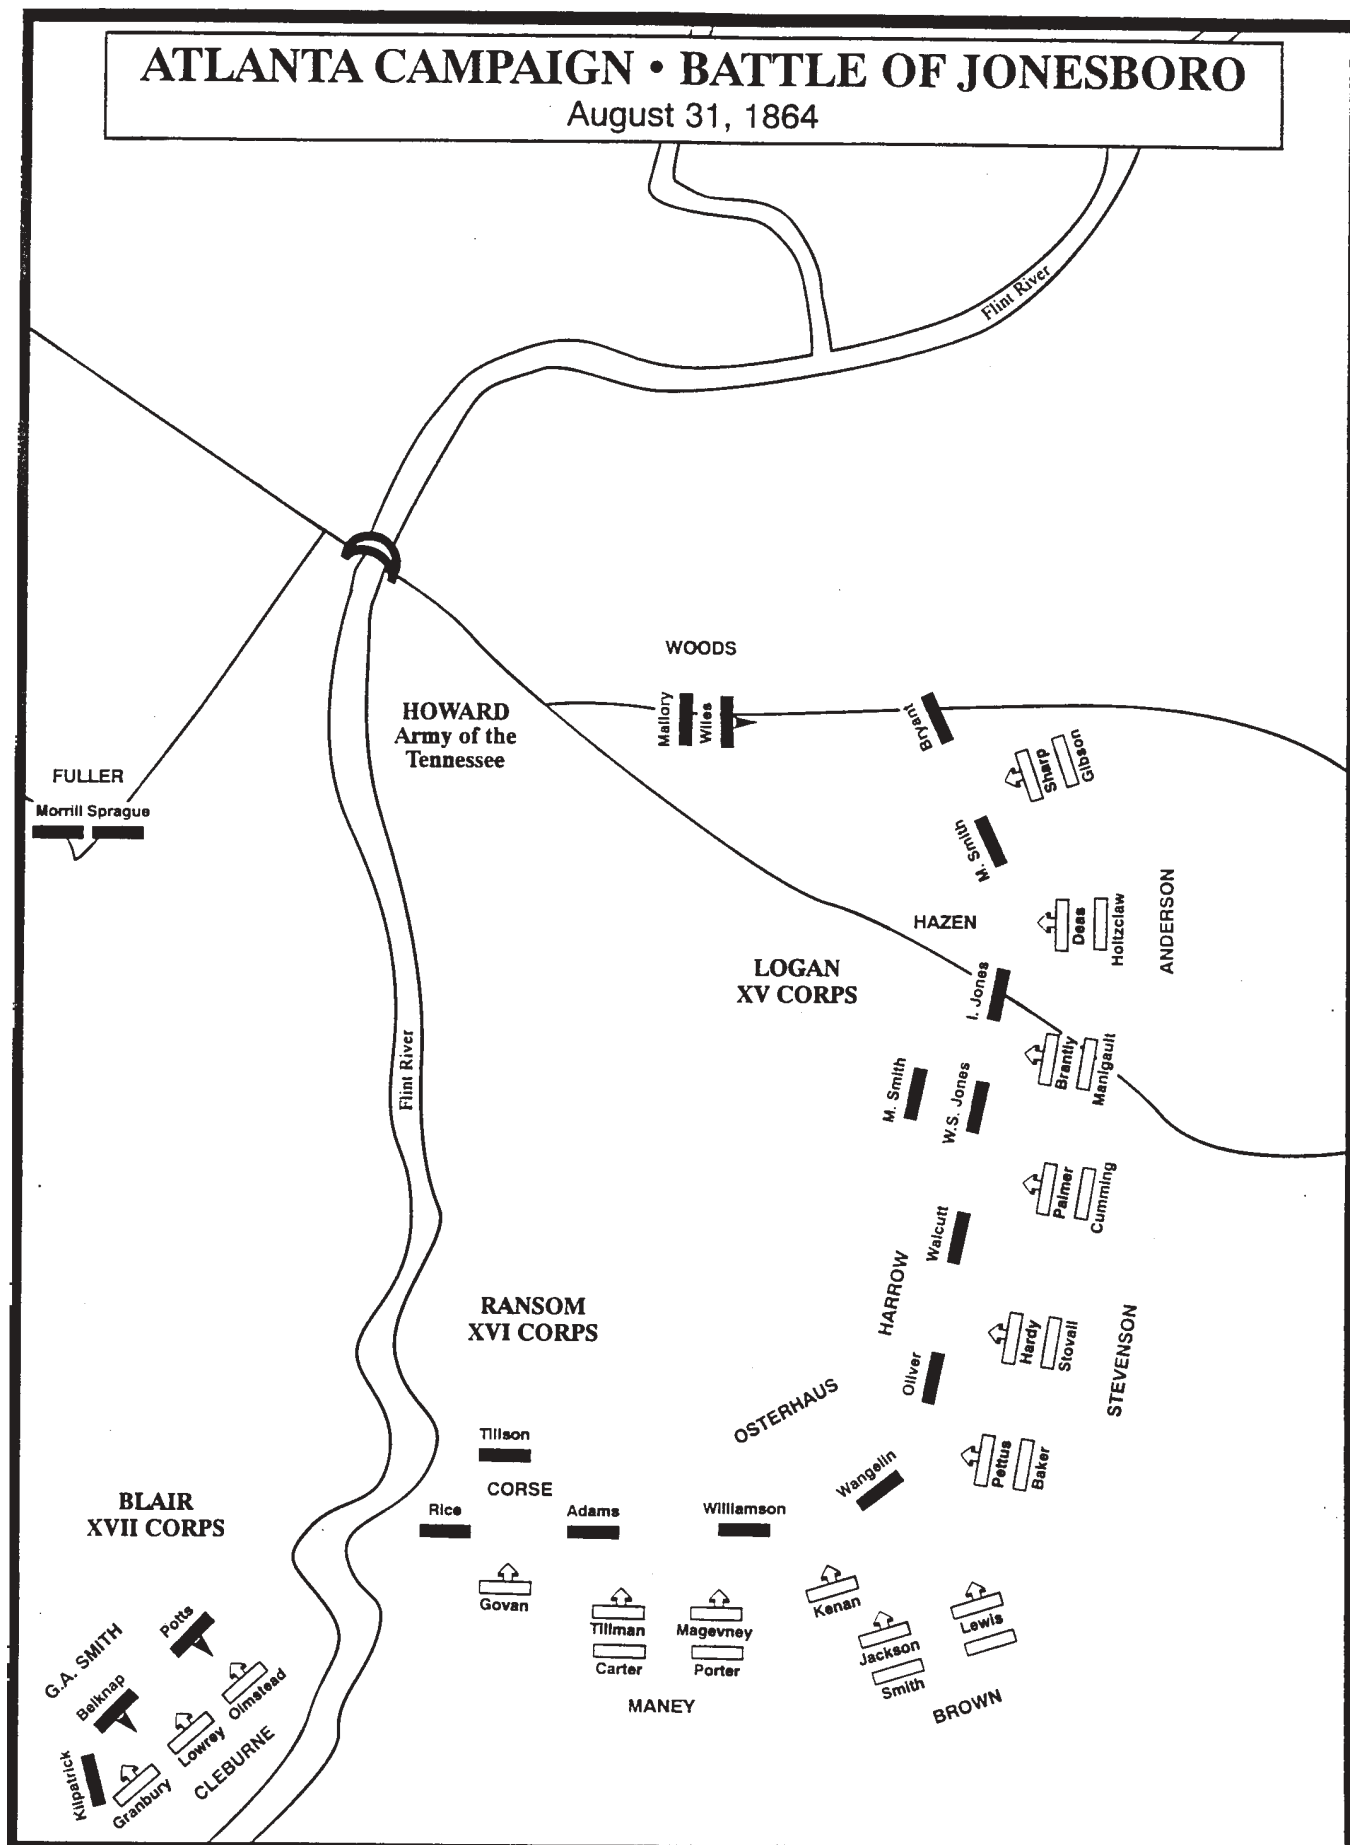 ATLANTA CAMPAIGN • BATTLE OF JONESBORO
August 31, 1864
Flint River
WOODS
Mallory
Wiles
Bryant
Sharp
Gibson
HOWARD
Army of the
Tennessee
FULLER
Morrill Sprague
M. Smith
HAZEN
Deas
Holtzclaw
ANDERSON
LOGAN
XV CORPS
I. Jones
Brantly
Manigault
Flint River
M. Smith
W.S. Jones
Palmer
Cumming
Walcutt
HARROW
RANSOM
XVI CORPS
Hardy
Stovall
STEVENSON
Oliver
OSTERHAUS
Tillson
CORSE
Wangelin
Pettus
Baker
BLAIR
XVII CORPS
Rice
Adams
Williamson
Govan
Kenan
Tillman
Carter
Magevney
Porter
MANEY
Jackson
Smith
Lewis
BROWN
Potts
G.A. SMITH
Belknap
Olmstead
Lowrey
CLEBURNE
Kilpatrick
Granbury